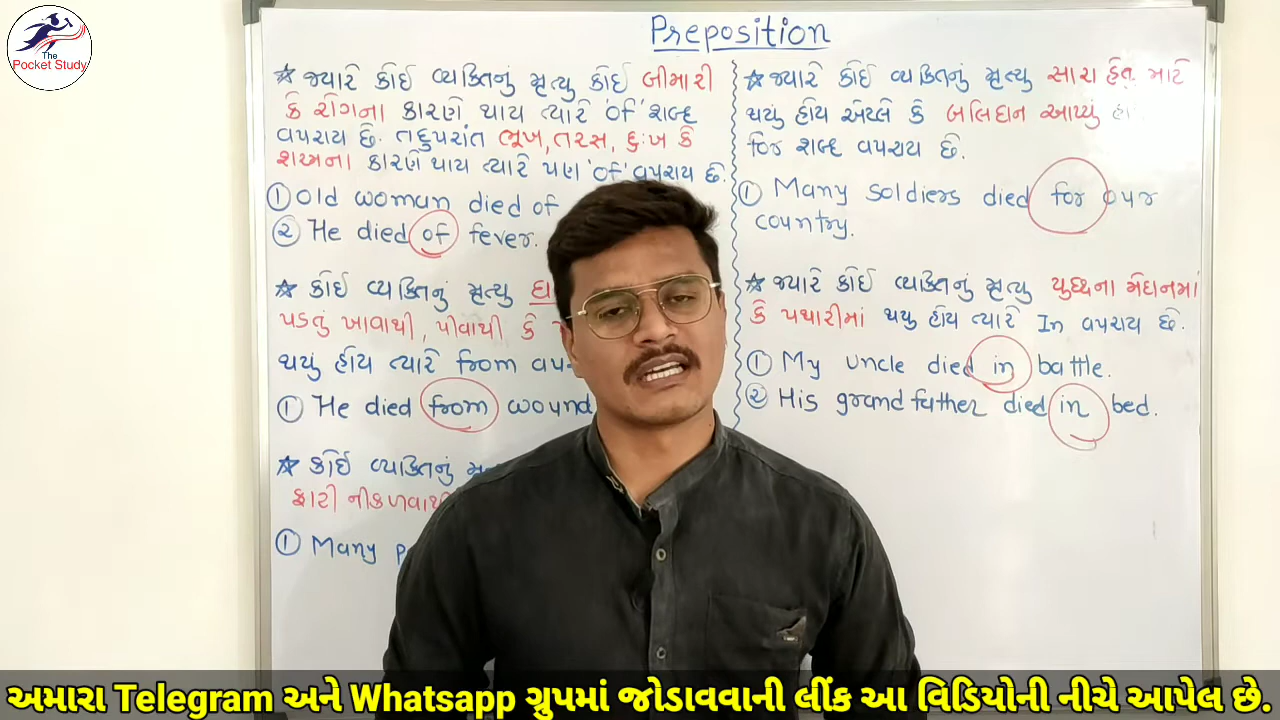 The
Pocket Study
Preposition
☆ જ્યારે કોઈ વ્યક્તિનું મૃત્યુ કોઈ બીમારી
કે રોગના કારણે થાય ત્યારે 'of' શબ્દ
વપરાય છે. તદુપરાંત ભૂખ, તરસ, દુઃખ કે
શસ્ત્રના કારણે થાય ત્યારે પણ 'of' વપરાય છે.
① Old woman died of
② He died of fever.
☆ કોઈ વ્યક્તિનું મૃત્યુ
પડતું ખાવાથી, પીવાથી કે
થયું હોય ત્યારે from
① He died from wound
☆ કોઈ વ્યક્તિનું
ફાટી નીકળવાથી
① Many
☆ જ્યારે કોઈ વ્યક્તિનું મૃત્યુ સારા હેતુ માટે
થયું હોય એટલે કે બલિદાન આપ્યું
for શબ્દ વપરાય છે.
① Many soldiers died for our
country.
☆ જ્યારે કોઈ વ્યક્તિનું મૃત્યુ યુદ્ધના મેદાનમાં
કે પથારીમાં થયુ હોય ત્યારે In વપરાય છે.
① My uncle died in battle.
② His grand father died in bed.
અમારા Telegram અને Whatsapp ગ્રુપમાં જોડાવવાની લીંક આ વિડિયોની નીચે આપેલ છે.